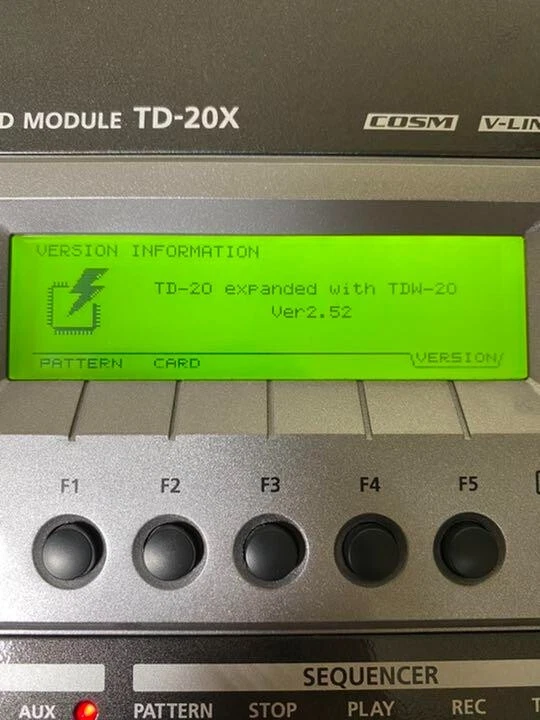 D MODULE TD-20X
COSM V-LIN
VERSION INFORMATION
TD-20 expanded with TDW-20
Ver2.52
PATTERN CARD VERSION
F1 F2 F3 F4 F5
SEQUENCER
AUX PATTERN STOP PLAY REC T